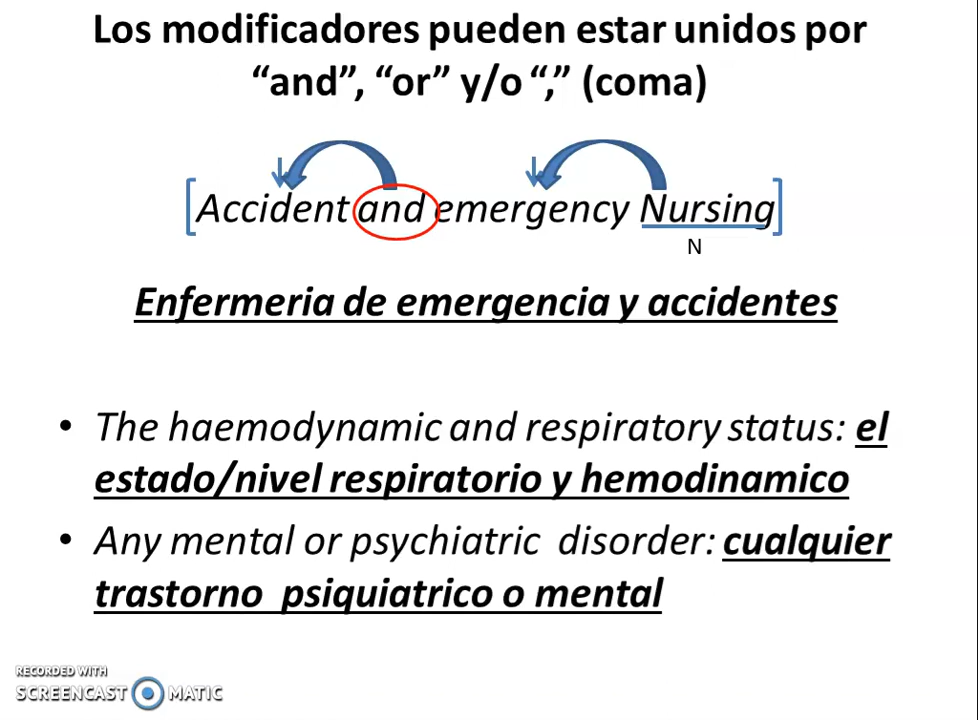 Los modificadores pueden estar unidos por
“and”, “or” y/o “,” (coma)
[Accident and emergency Nursing]
N
Enfermeria de emergencia y accidentes
• The haemodynamic and respiratory status: el
estado/nivel respiratorio y hemodinamico
• Any mental or psychiatric disorder: cualquier
trastorno psiquiatrico o mental
RECORDED WITH
SCREENCAST MATIC